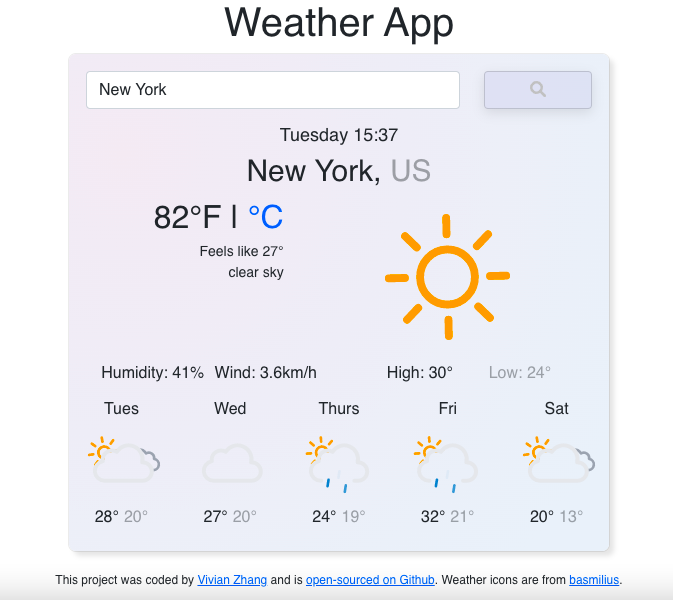 Weather App
New York
Tuesday 15:37
New York, US
82°F | °C
Feels like 27°
clear sky
Humidity: 41% Wind: 3.6km/h High: 30° Low: 24°
Tues Wed Thurs Fri Sat
28° 20° 27° 20° 24° 19° 32° 21° 20° 13°
This project was coded by Vivian Zhang and is open-sourced on Github. Weather icons are from basmilius.